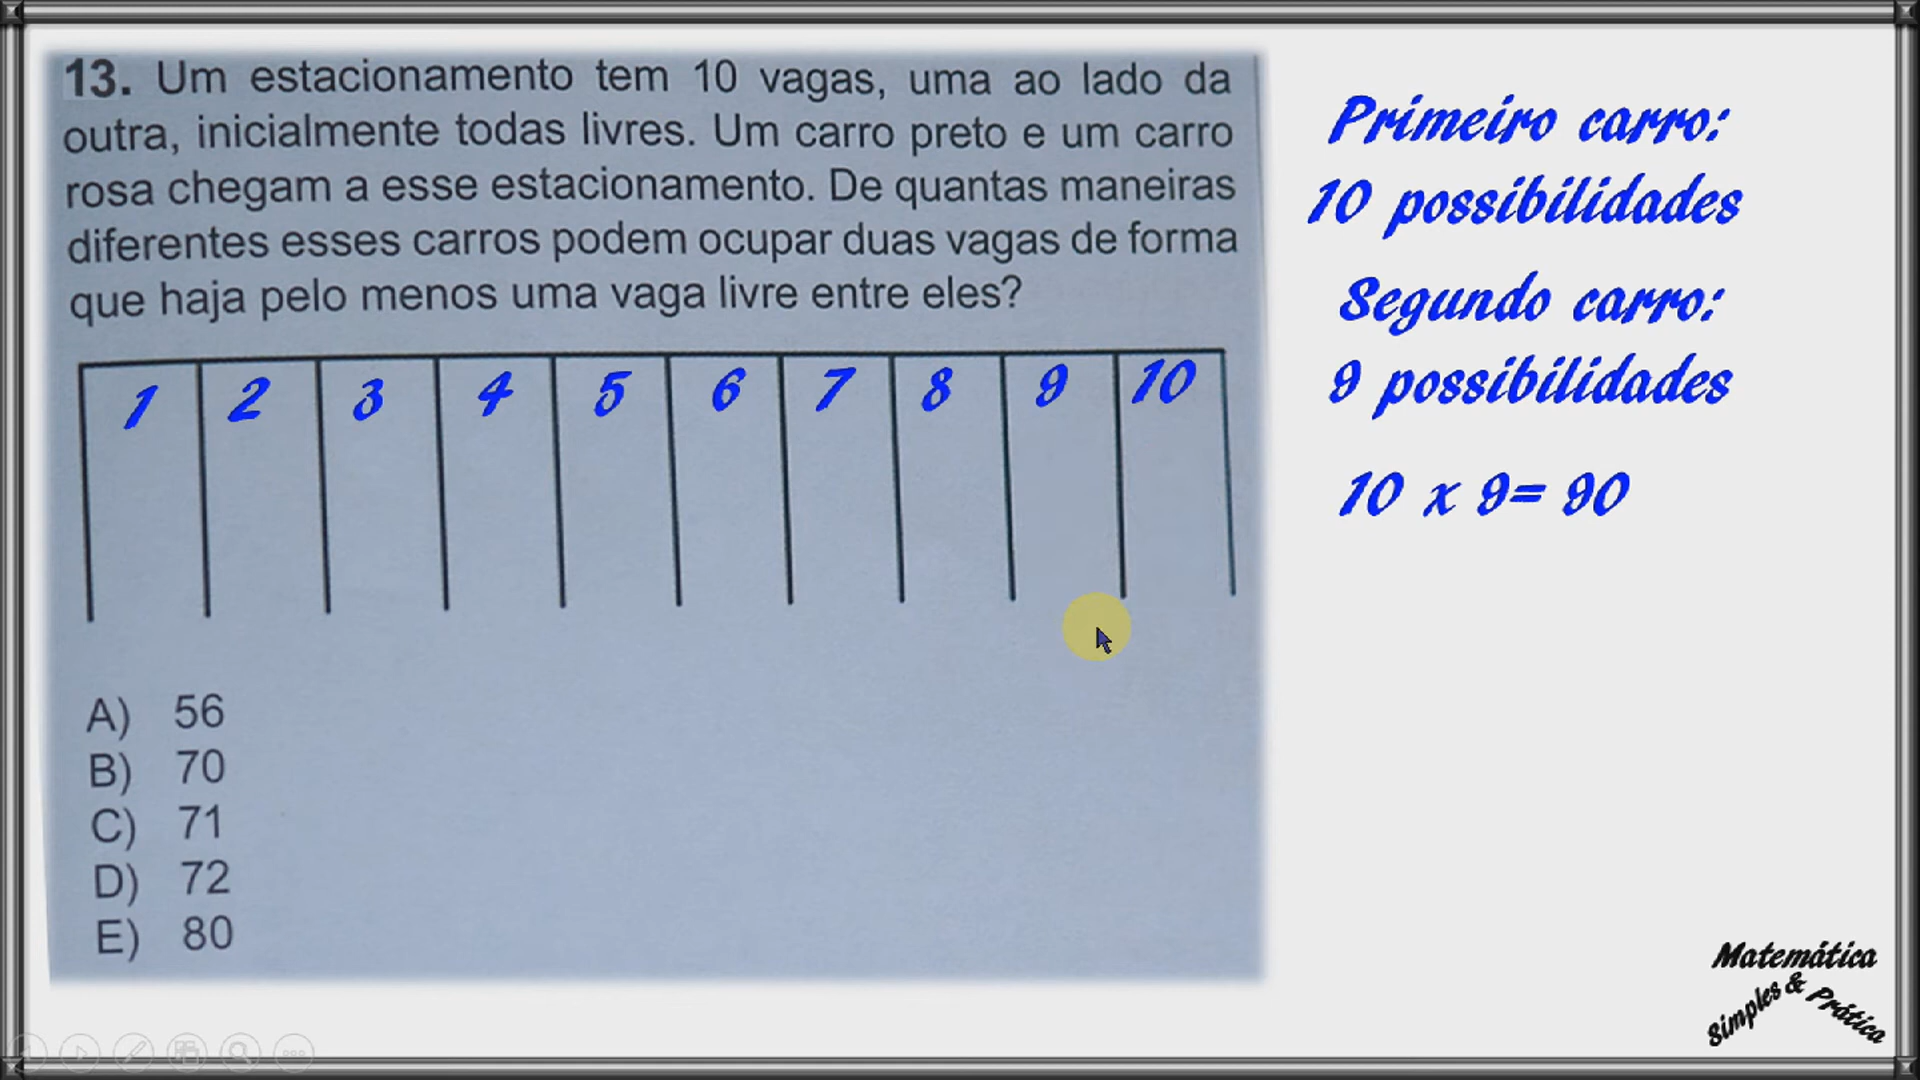 13. Um estacionamento tem 10 vagas, uma ao lado da
outra, inicialmente todas livres. Um carro preto e um carro
rosa chegam a esse estacionamento. De quantas maneiras
diferentes esses carros podem ocupar duas vagas de forma
que haja pelo menos uma vaga livre entre eles?
1 2 3 4 5 6 7 8 9 10
A) 56
B) 70
C) 71
D) 72
E) 80
Primeiro carro:
10 possibilidades
Segundo carro:
9 possibilidades
10 x 9= 90
Matemática
Simples & Prática